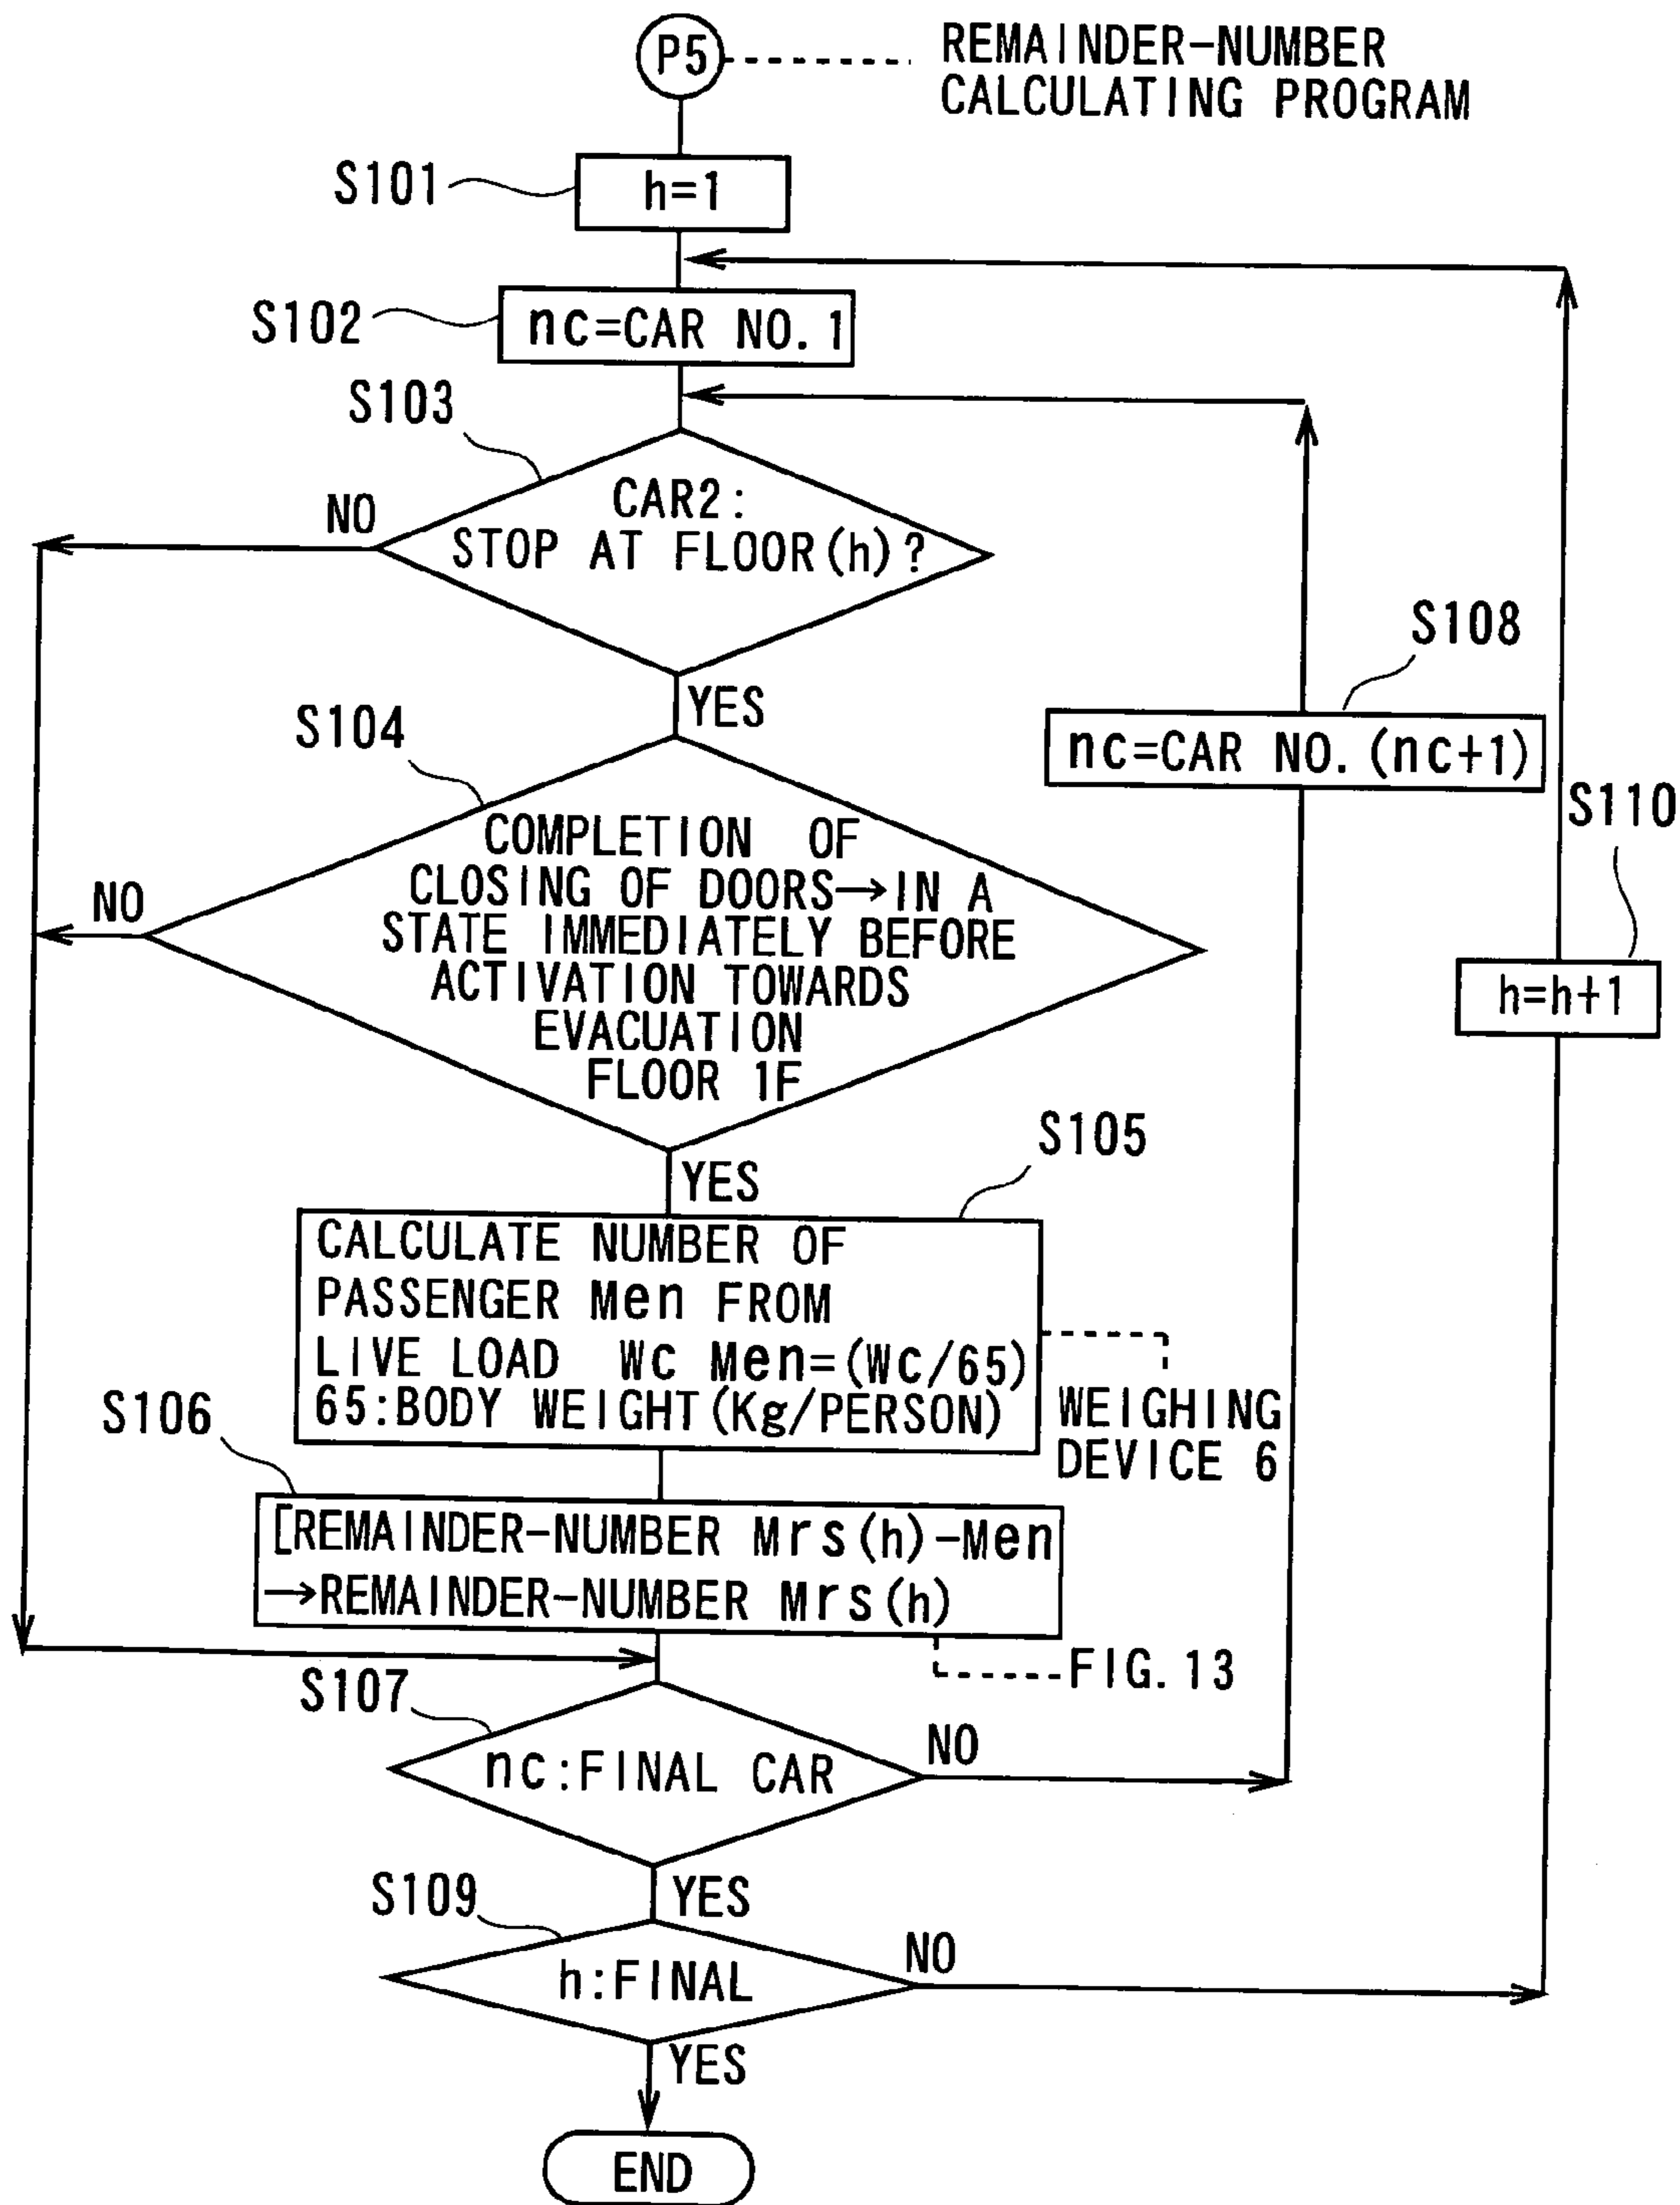 P5
REMAINDER-NUMBER
CALCULATING PROGRAM
S101
h=1
S102
nc=CAR NO.1
S103
CAR2:
STOP AT FLOOR(h)?
NO
YES
S108
nc=CAR NO.(nc+1)
S104
COMPLETION OF
CLOSING OF DOORS→IN A
STATE IMMEDIATELY BEFORE
ACTIVATION TOWARDS
EVACUATION
FLOOR 1F
NO
YES
S110
h=h+1
S105
CALCULATE NUMBER OF
PASSENGER Men FROM
LIVE LOAD Wc Men=(Wc/65)
65:BODY WEIGHT(Kg/PERSON)
WEIGHING
DEVICE 6
S106
[REMAINDER-NUMBER Mrs(h)-Men
→REMAINDER-NUMBER Mrs(h)
FIG.13
S107
nc:FINAL CAR
NO
YES
S109
h:FINAL
NO
YES
END